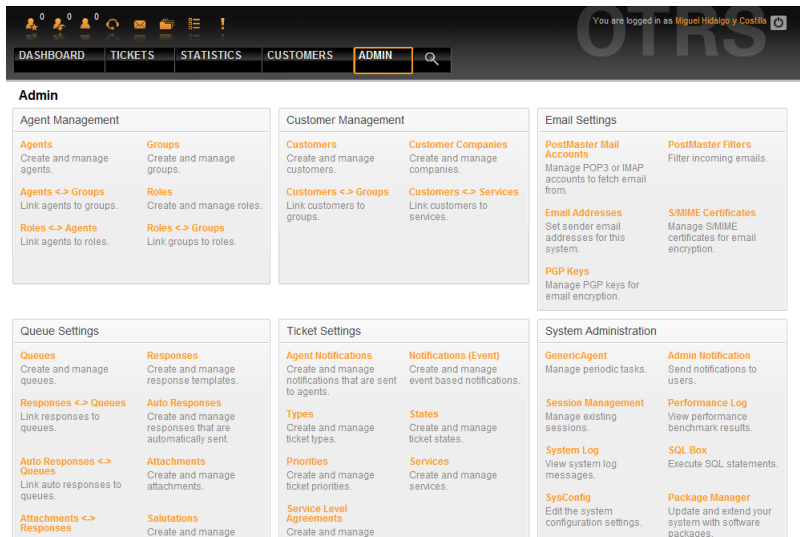 0 0 0
You are logged in as Miguel Hidalgo y Costilla
OTRS
DASHBOARD TICKETS STATISTICS CUSTOMERS ADMIN
Admin
Agent Management
Agents
Create and manage
agents.
Groups
Create and manage
groups.
Agents <-> Groups
Link agents to groups.
Roles
Create and manage roles.
Roles <-> Agents
Link agents to roles.
Roles <-> Groups
Link groups to roles.
Customer Management
Customers
Create and manage
customers.
Customer Companies
Create and manage
companies.
Customers <-> Groups
Link customers to
groups.
Customers <-> Services
Link customers to
services.
Email Settings
PostMaster Mail
Accounts
Manage POP3 or IMAP
accounts to fetch email
from.
PostMaster Filters
Filter incoming emails.
Email Addresses
Set sender email
addresses for this
system.
S/MIME Certificates
Manage S/MIME
certificates for email
encryption.
PGP Keys
Manage PGP keys for
email encryption.
Queue Settings
Queues
Create and manage
queues.
Responses
Create and manage
response templates.
Responses <-> Queues
Link responses to
queues.
Auto Responses
Create and manage
responses that are
automatically sent.
Auto Responses <->
Queues
Link auto responses to
queues.
Attachments
Create and manage
attachments.
Attachments <->
Responses
Salutations
Create and manage
Ticket Settings
Agent Notifications
Create and manage
notifications that are sent
to agents.
Notifications (Event)
Create and manage
event based notifications.
Types
Create and manage
ticket types.
States
Create and manage
ticket states.
Priorities
Create and manage
ticket priorities.
Services
Create and manage
services.
Service Level
Agreements
Create and manage
System Administration
GenericAgent
Manage periodic tasks.
Admin Notification
Send notifications to
users.
Session Management
Manage existing
sessions.
Performance Log
View performance
benchmark results.
System Log
View system log
messages.
SQL Box
Execute SQL statements.
SysConfig
Edit the system
configuration settings.
Package Manager
Update and extend your
system with software
packages.